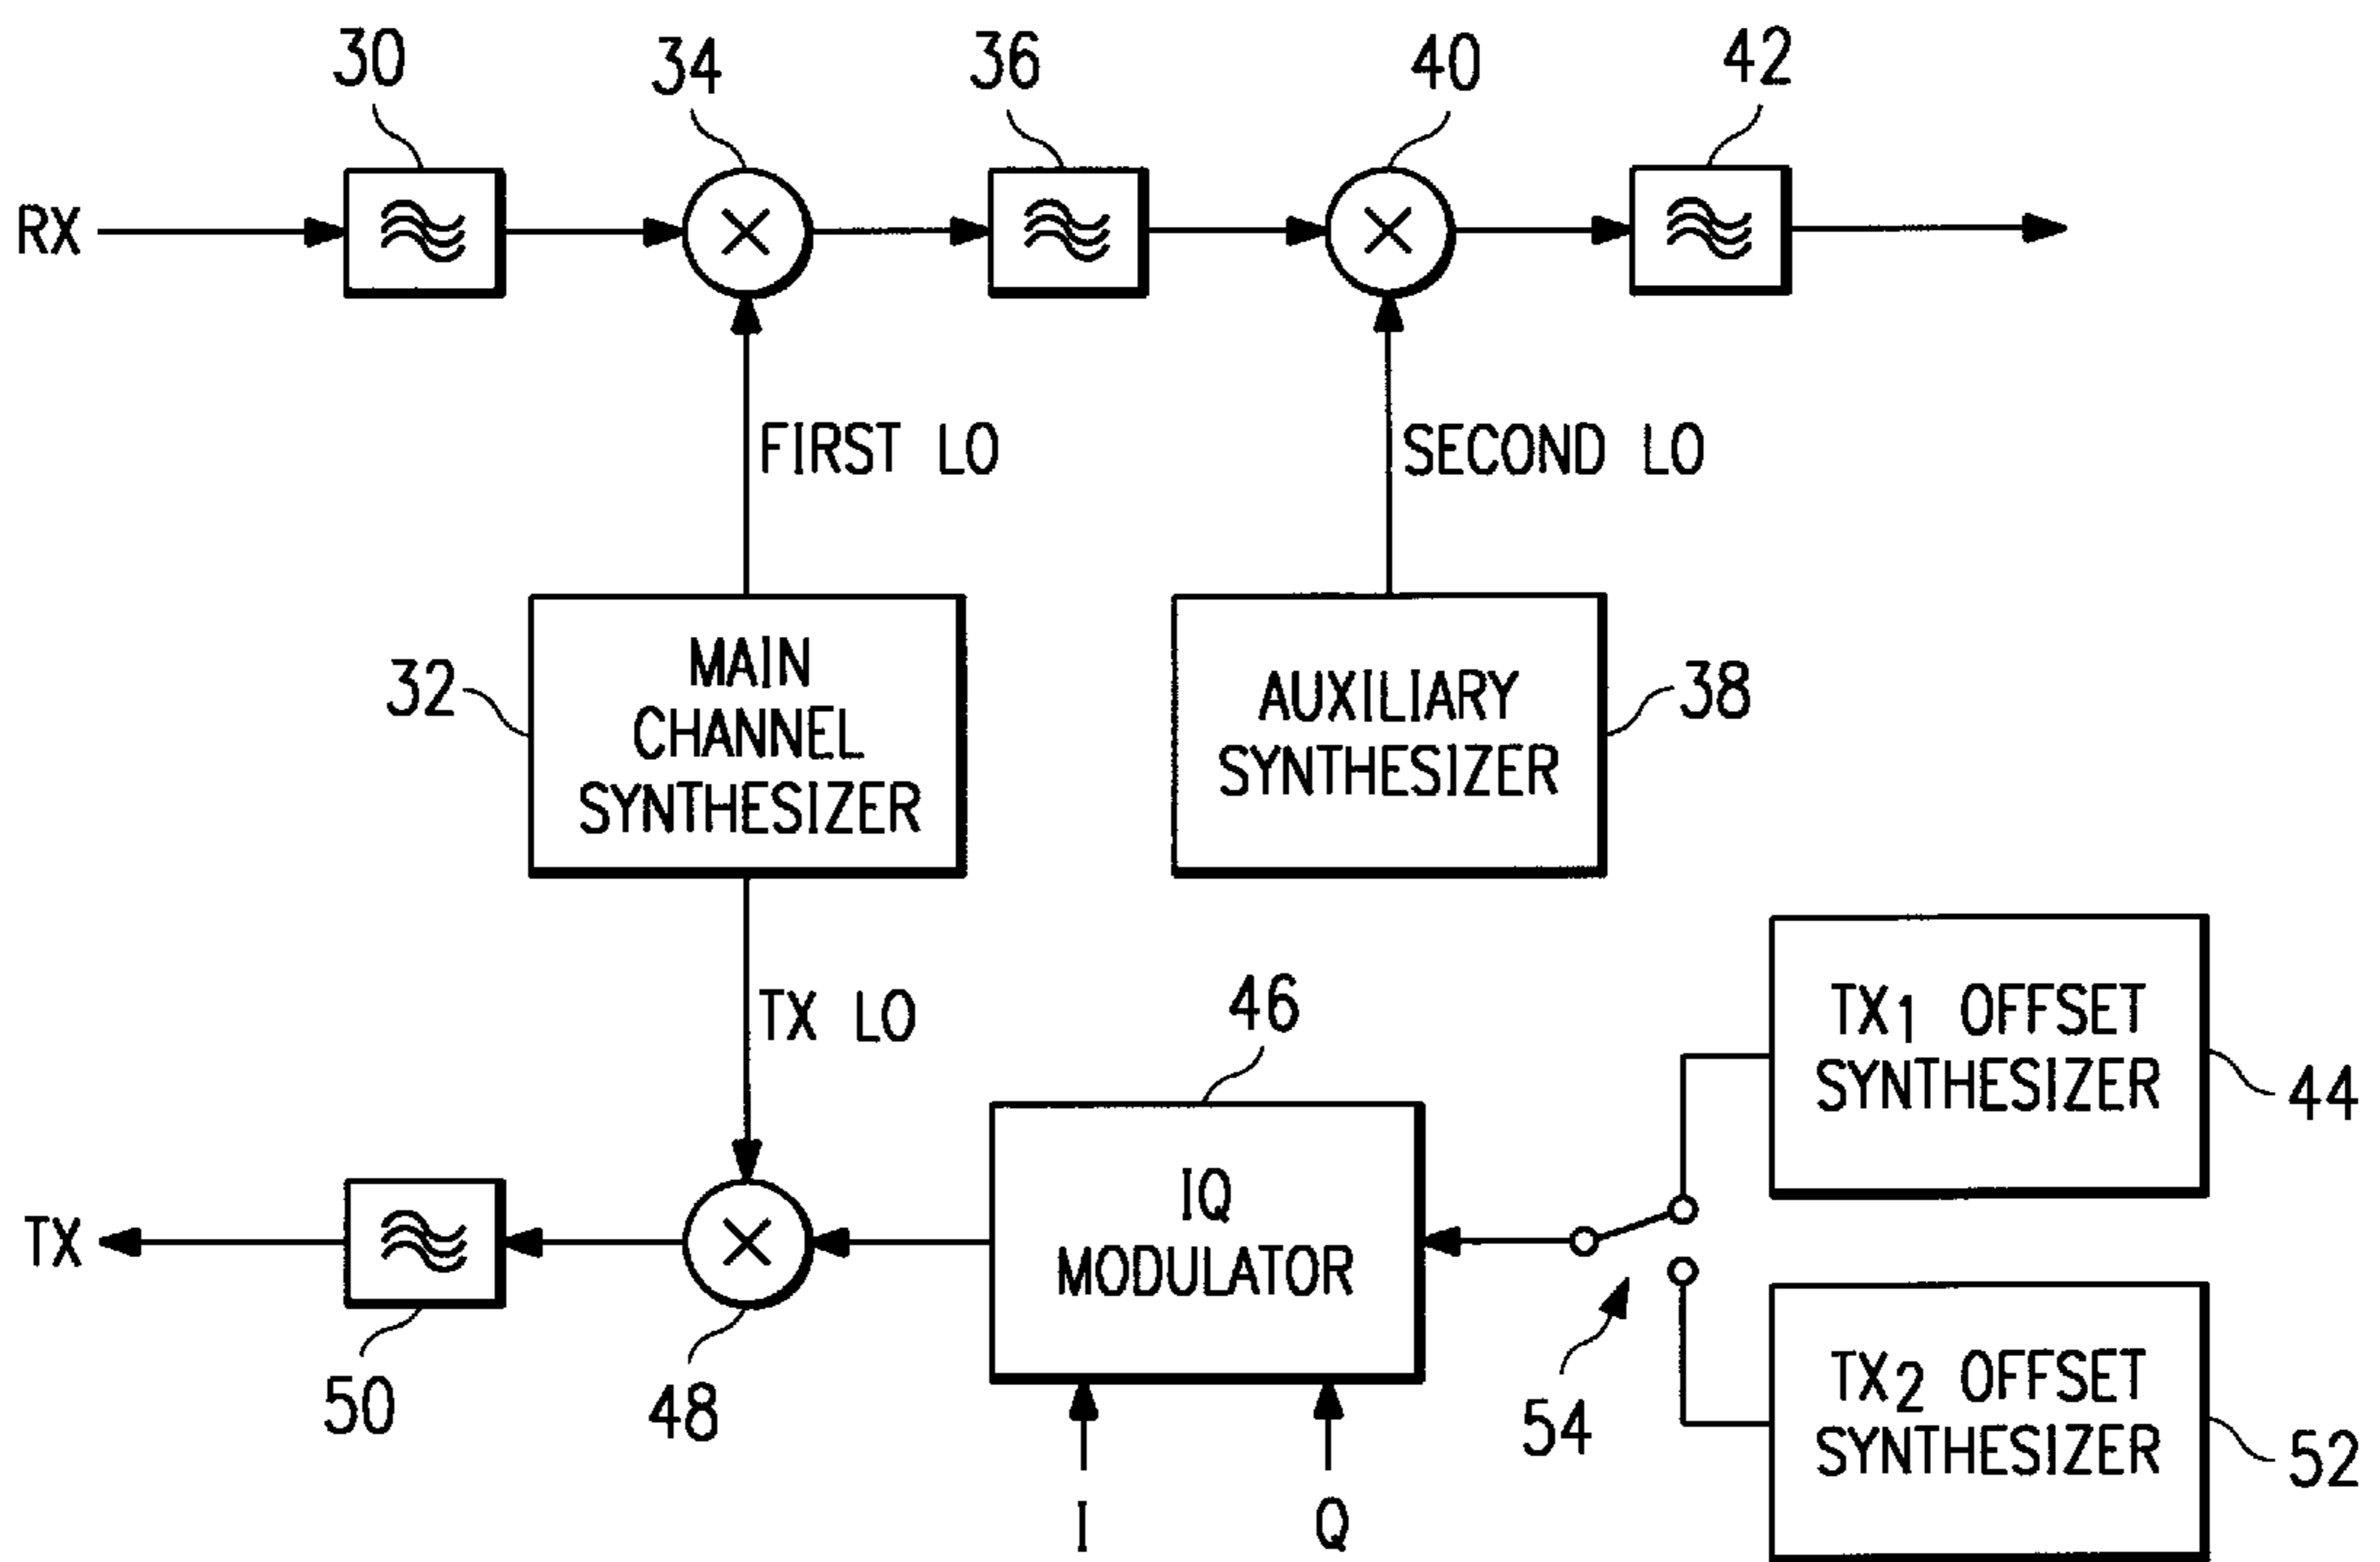 30
34
36
40
42
RX
FIRST LO
SECOND LO
32
MAIN
CHANNEL
SYNTHESIZER
AUXILIARY
SYNTHESIZER
38
TX LO
46
TX1 OFFSET
SYNTHESIZER
44
TX
IQ
MODULATOR
50
48
54
TX2 OFFSET
SYNTHESIZER
52
I
Q